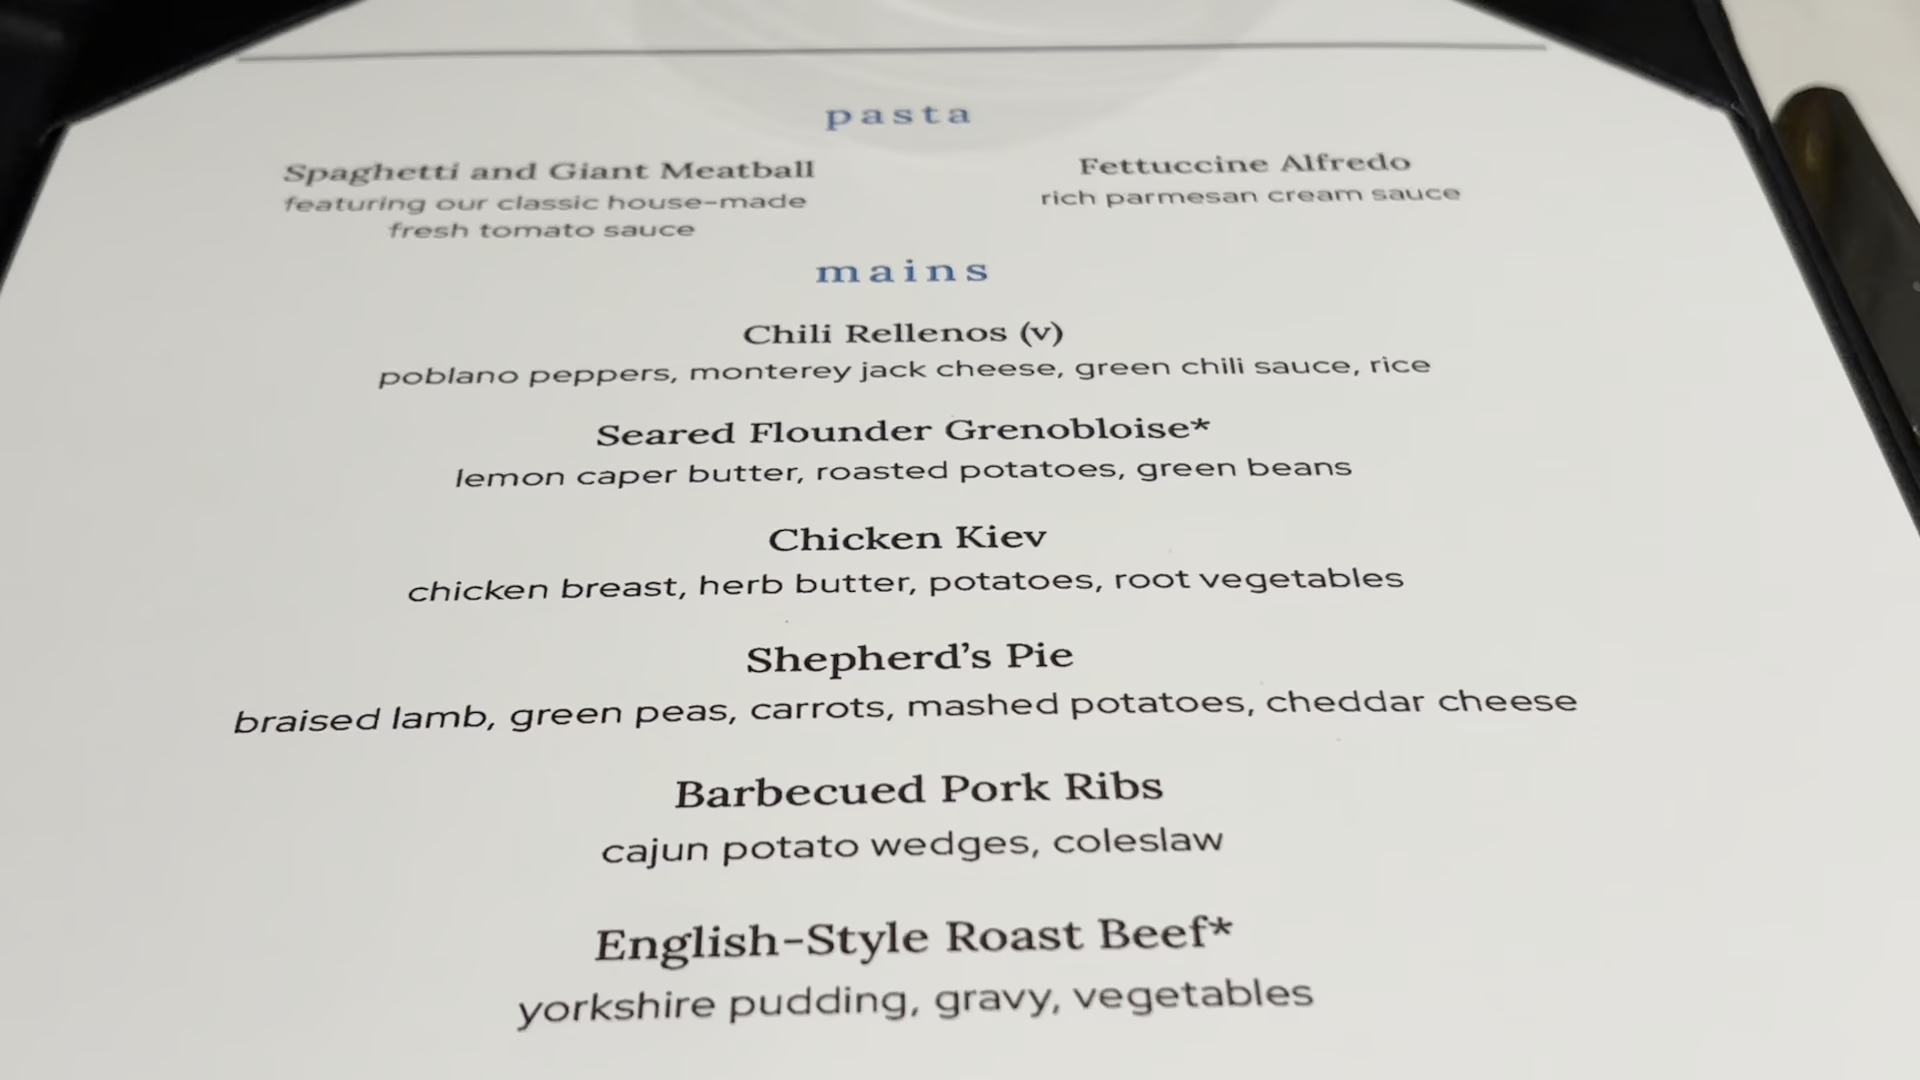 pasta
Spaghetti and Giant Meatball
featuring our classic house-made
fresh tomato sauce
Fettuccine Alfredo
rich parmesan cream sauce
mains
Chili Rellenos (v)
poblano peppers, monterey jack cheese, green chili sauce, rice
Seared Flounder Grenobloise*
lemon caper butter, roasted potatoes, green beans
Chicken Kiev
chicken breast, herb butter, potatoes, root vegetables
Shepherd’s Pie
braised lamb, green peas, carrots, mashed potatoes, cheddar cheese
Barbecued Pork Ribs
cajun potato wedges, coleslaw
English-Style Roast Beef*
yorkshire pudding, gravy, vegetables